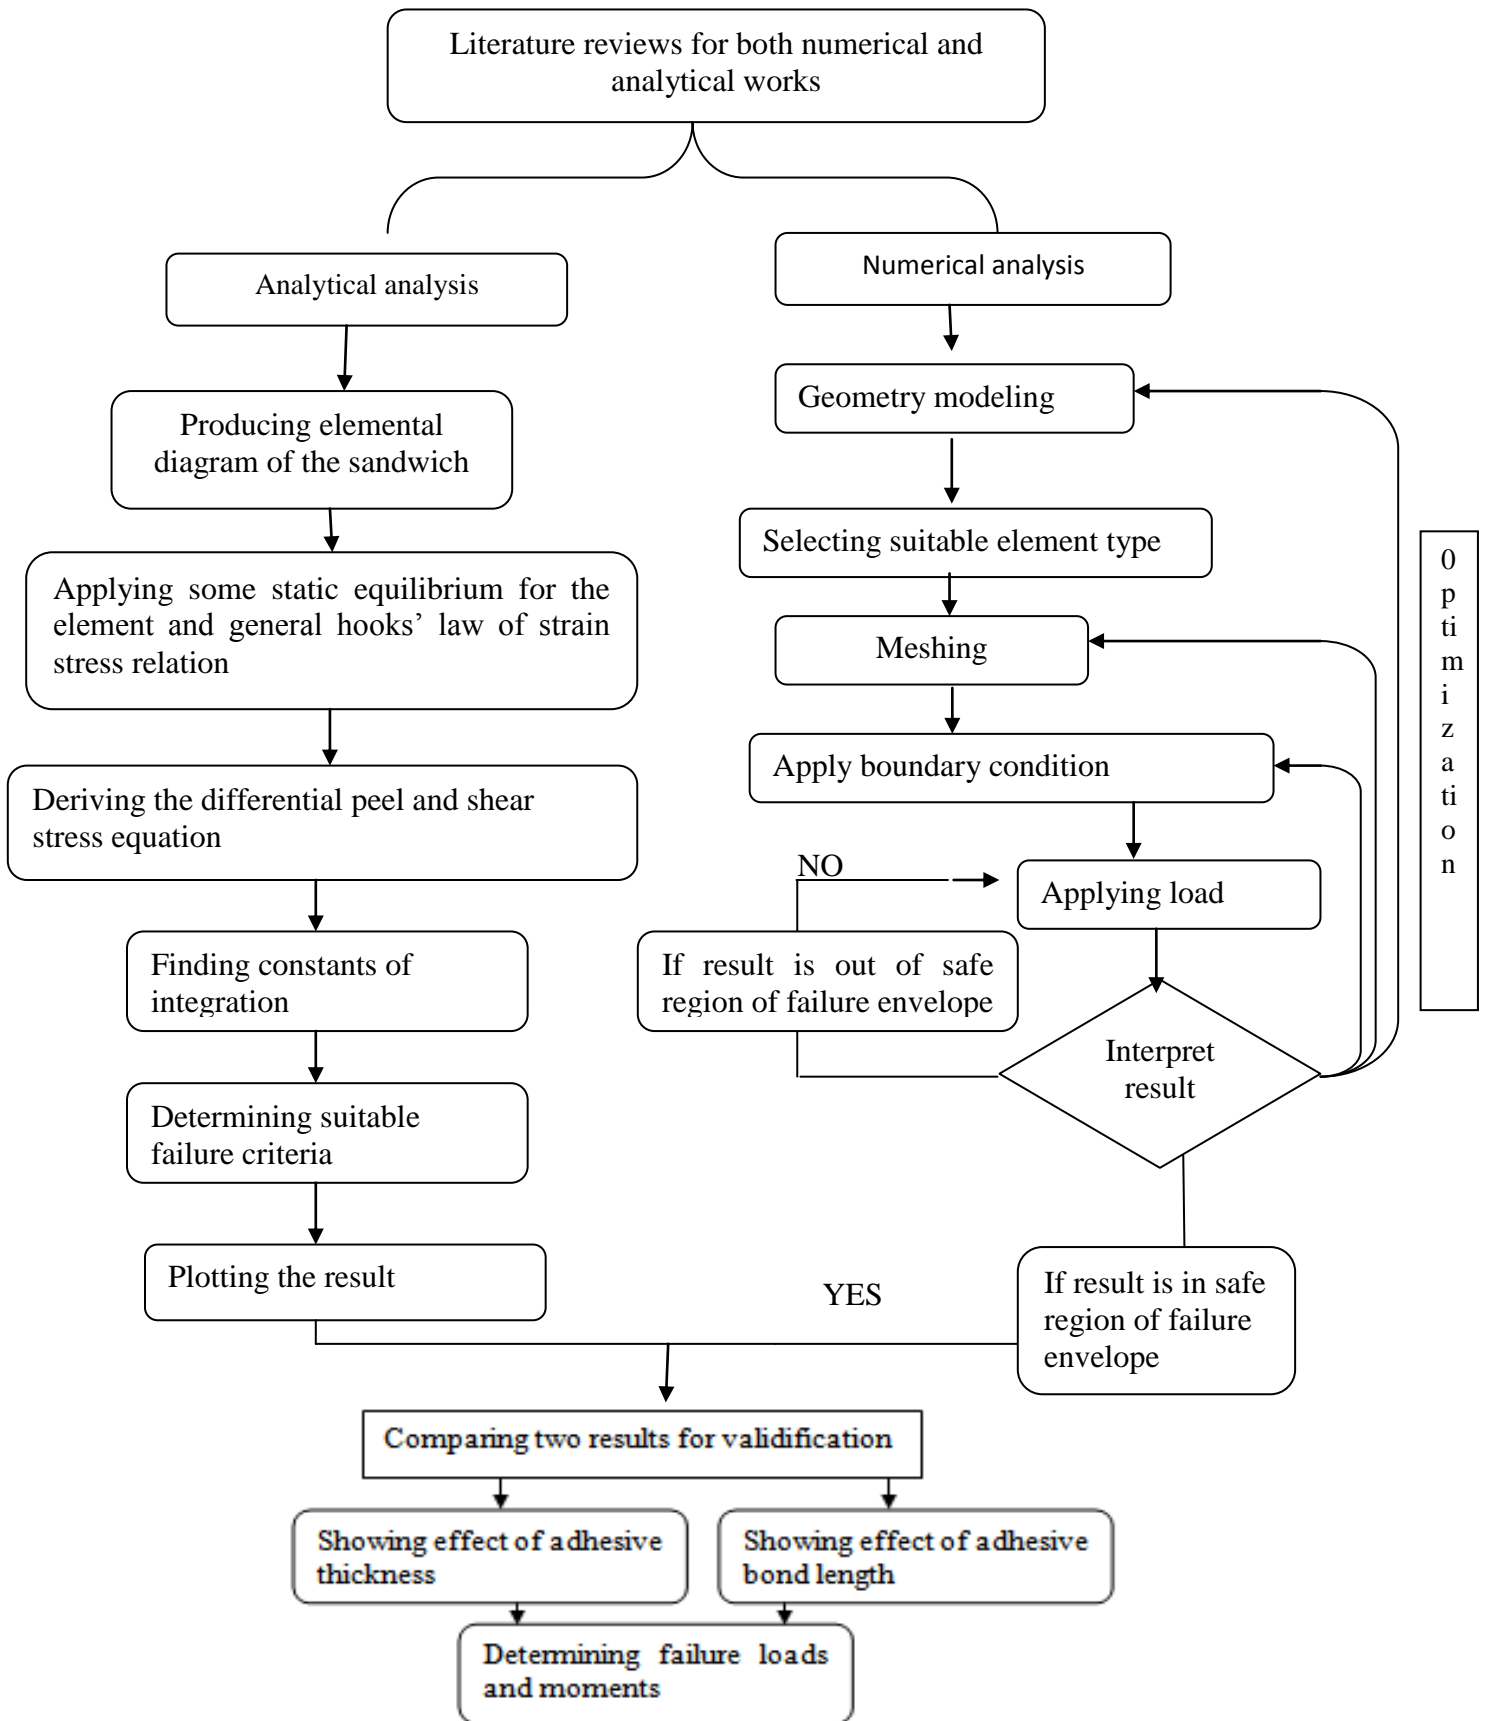 Literature reviews for both numerical and
analytical works
Analytical analysis
Producing elemental
diagram of the sandwich
Applying some static equilibrium for the
element and general hooks’ law of strain
stress relation
Deriving the differential peel and shear
stress equation
Finding constants of
integration
Determining suitable
failure criteria
Plotting the result
Numerical analysis
Geometry modeling
Selecting suitable element type
Meshing
Apply boundary condition
Applying load
NO
If result is out of safe
region of failure envelope
Interpret
result
0
p
ti
m
i
z
a
ti
o
n
YES
If result is in safe
region of failure
envelope
Comparing two results for validification
Showing effect of adhesive
thickness
Showing effect of adhesive
bond length
Determining failure loads
and moments